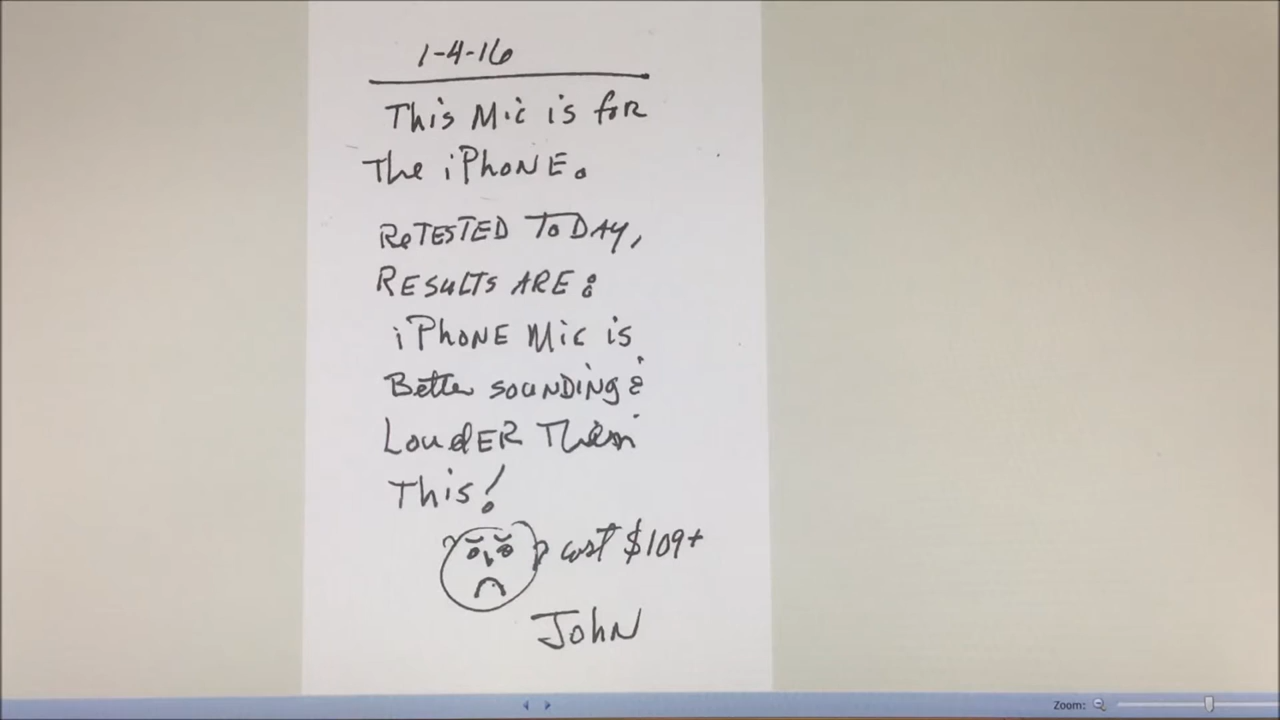 1-4-16
This Mic is for
The iPhone.
ReTESTED TODAY,
RESULTS ARE:
iPHONE Mic is
Better sounDing &
LoudER Than
This!
cost $109+
JohN
Zoom: